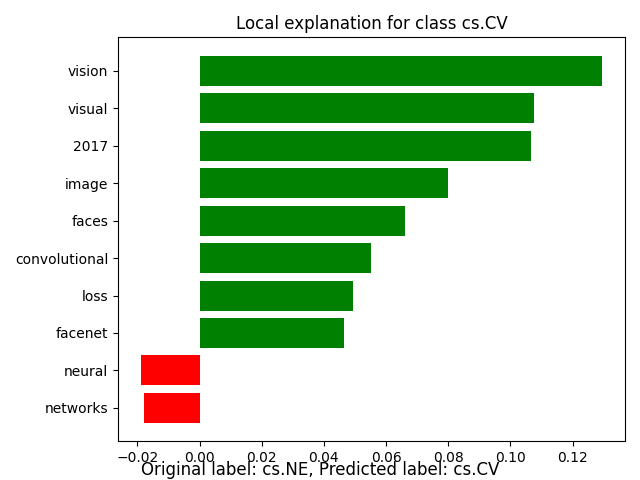 Local explanation for class cs.CV
vision
visual
2017
image
faces
convolutional
loss
facenet
neural
networks
−0.02 0.00 0.02 0.04 0.06 0.08 0.10 0.12
Original label: cs.NE, Predicted label: cs.CV